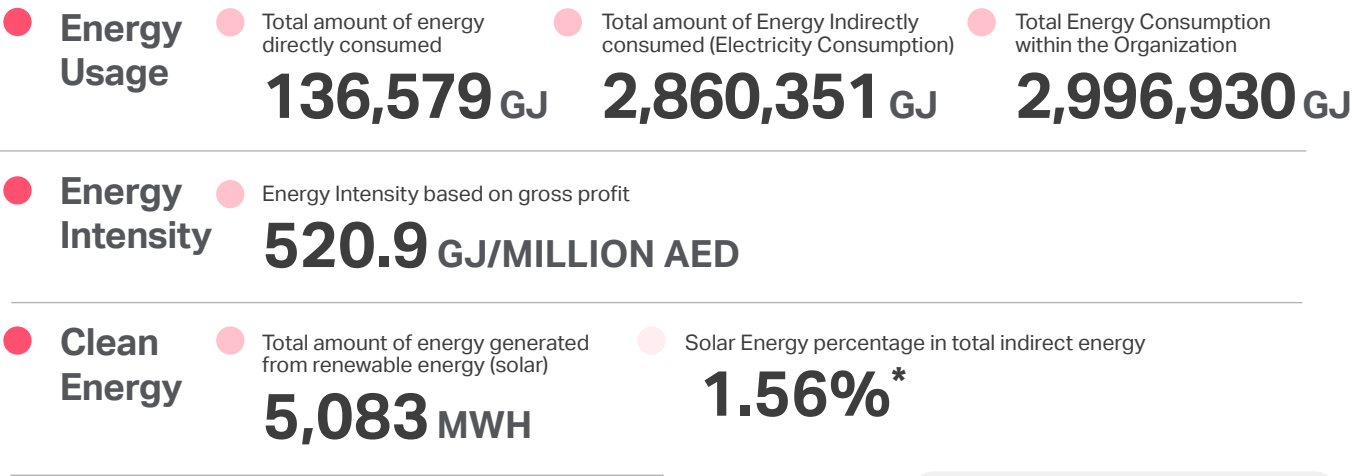 Energy
Usage
Total amount of energy
directly consumed
136,579 GJ
Total amount of Energy Indirectly
consumed (Electricity Consumption)
2,860,351 GJ
Total Energy Consumption
within the Organization
2,996,930 GJ
Energy
Intensity
Energy Intensity based on gross profit
520.9 GJ/MILLION AED
Clean
Energy
Total amount of energy generated
from renewable energy (solar)
5,083 MWH
Solar Energy percentage in total indirect energy
1.56%*